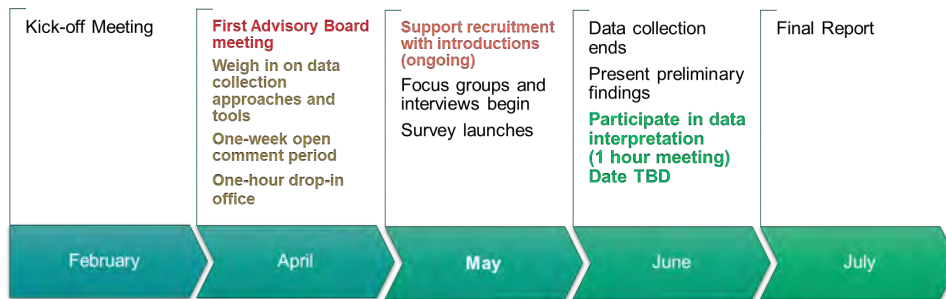 Kick-off Meeting
First Advisory Board
meeting
Weigh in on data
collection
approaches and
tools
One-week open
comment period
One-hour drop-in
office
Support recruitment
with introductions
(ongoing)
Focus groups and
interviews begin
Survey launches
Data collection
ends
Present preliminary
findings
Participate in data
interpretation
(1 hour meeting)
Date TBD
Final Report
February
April
May
June
July